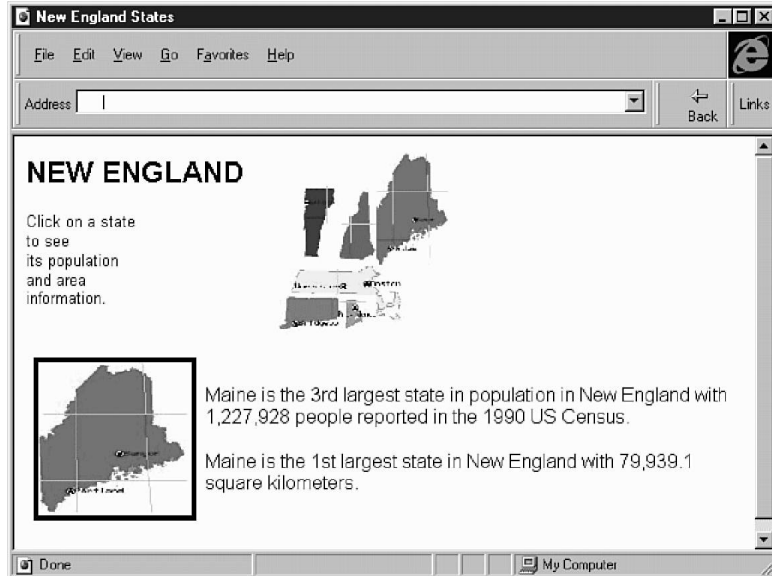 New England States
File Edit View Go Favorites Help
Address
Back
Links
NEW ENGLAND
Click on a state
to see
its population
and area
information.
Maine is the 3rd largest state in population in New England with
1,227,928 people reported in the 1990 US Census.
Maine is the 1st largest state in New England with 79,939.1
square kilometers.
Done
My Computer